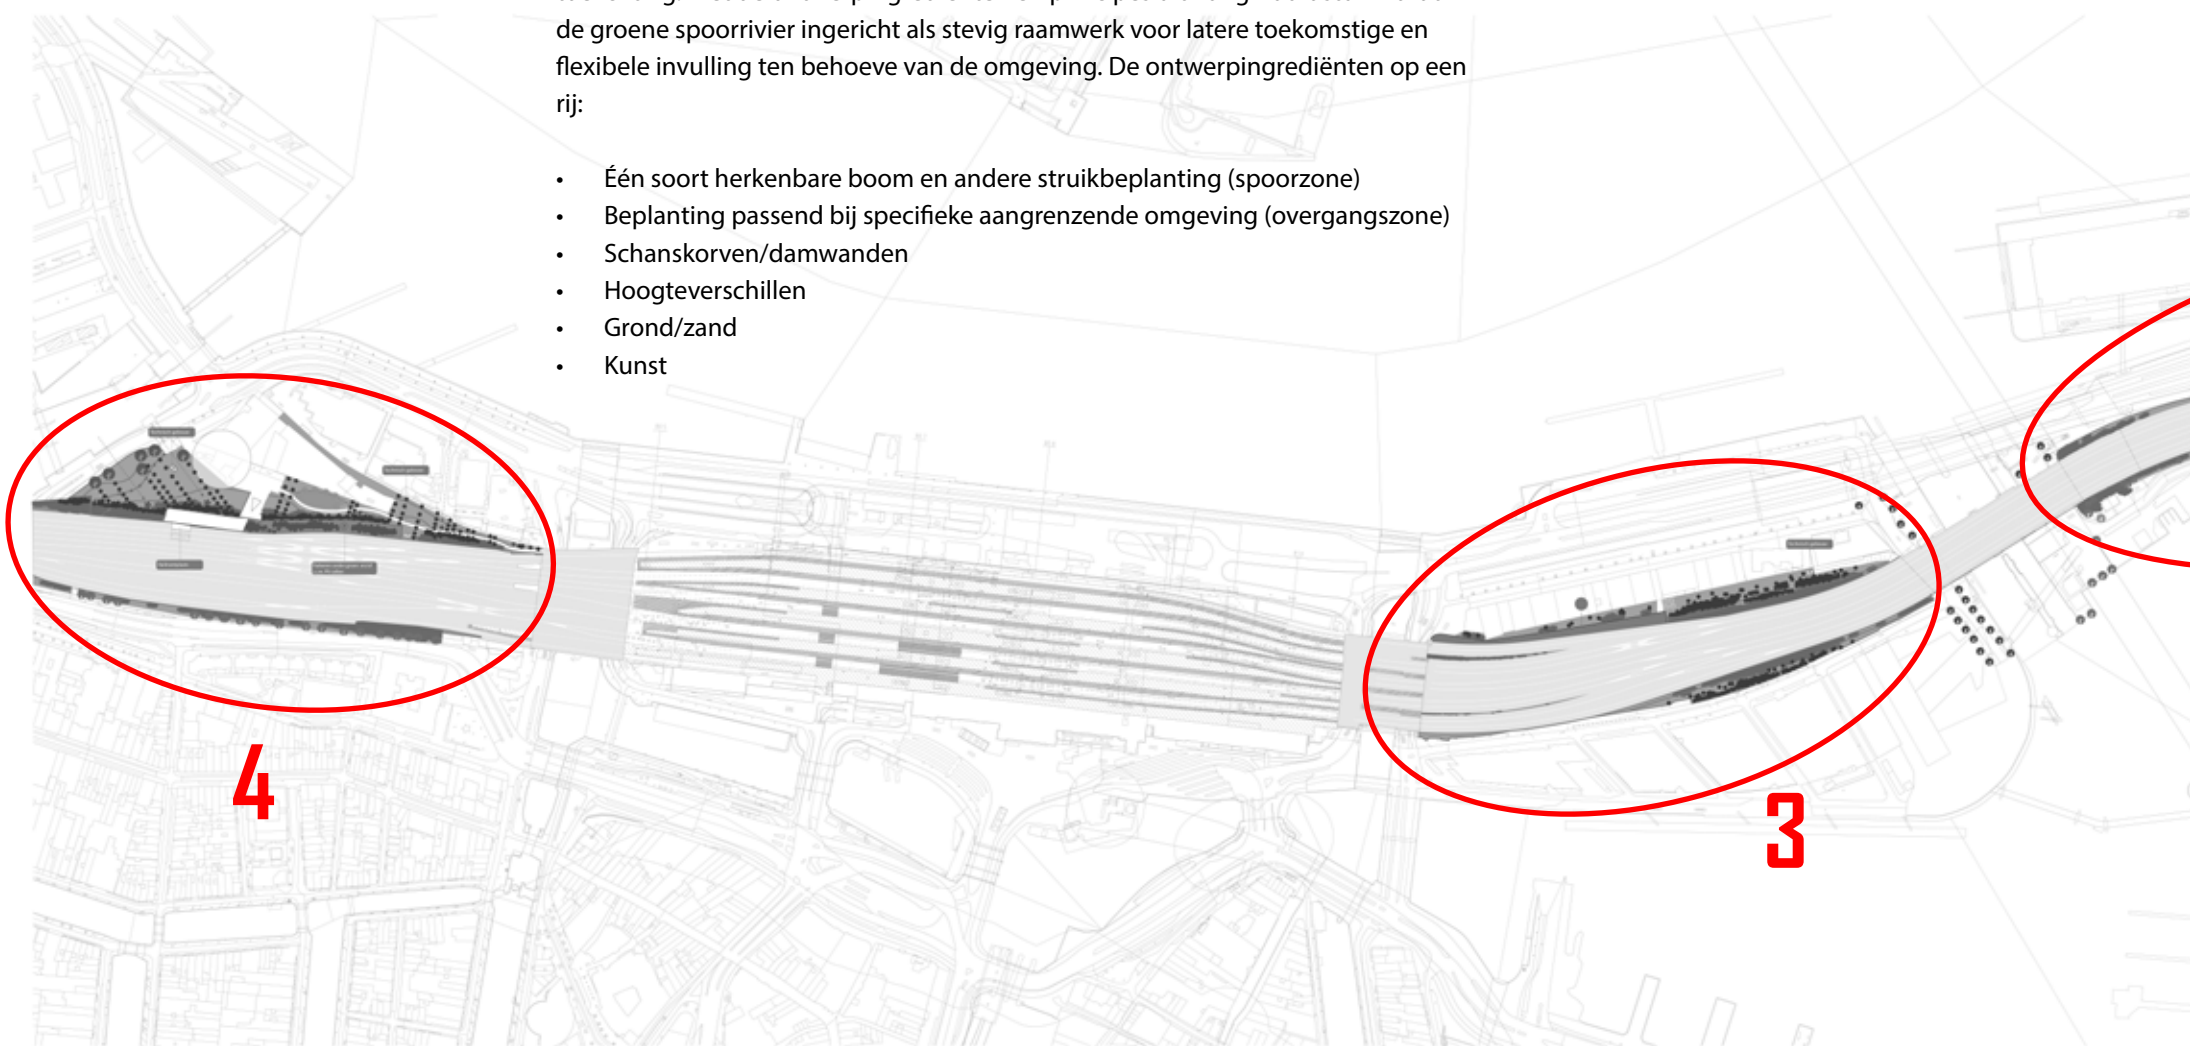 de groene spoorrivier ingericht als stevig raamwerk voor latere toekomstige en
flexibele invulling ten behoeve van de omgeving. De ontwerpingrediënten op een
rij:
• Één soort herkenbare boom en andere struikbeplanting (spoorzone)
• Beplanting passend bij specifieke aangrenzende omgeving (overgangszone)
• Schanskorven/damwanden
• Hoogteverschillen
• Grond/zand
• Kunst
4
3